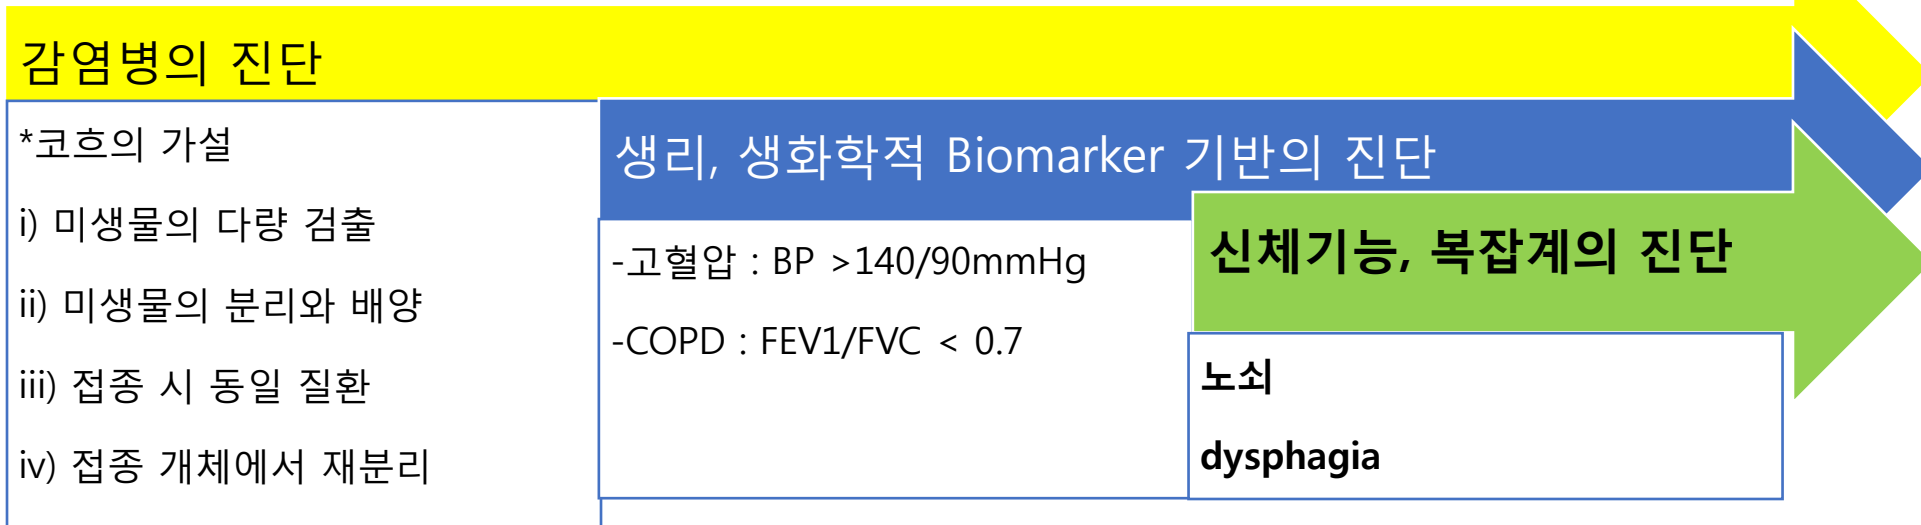 감염병의 진단
*코흐의 가설
i) 미생물의 다량 검출
ii) 미생물의 분리와 배양
iii) 접종 시 동일 질환
iv) 접종 개체에서 재분리
생리, 생화학적 Biomarker 기반의 진단
-고혈압 : BP >140/90mmHg
-COPD : FEV1/FVC < 0.7
신체기능, 복잡계의 진단
노쇠
dysphagia